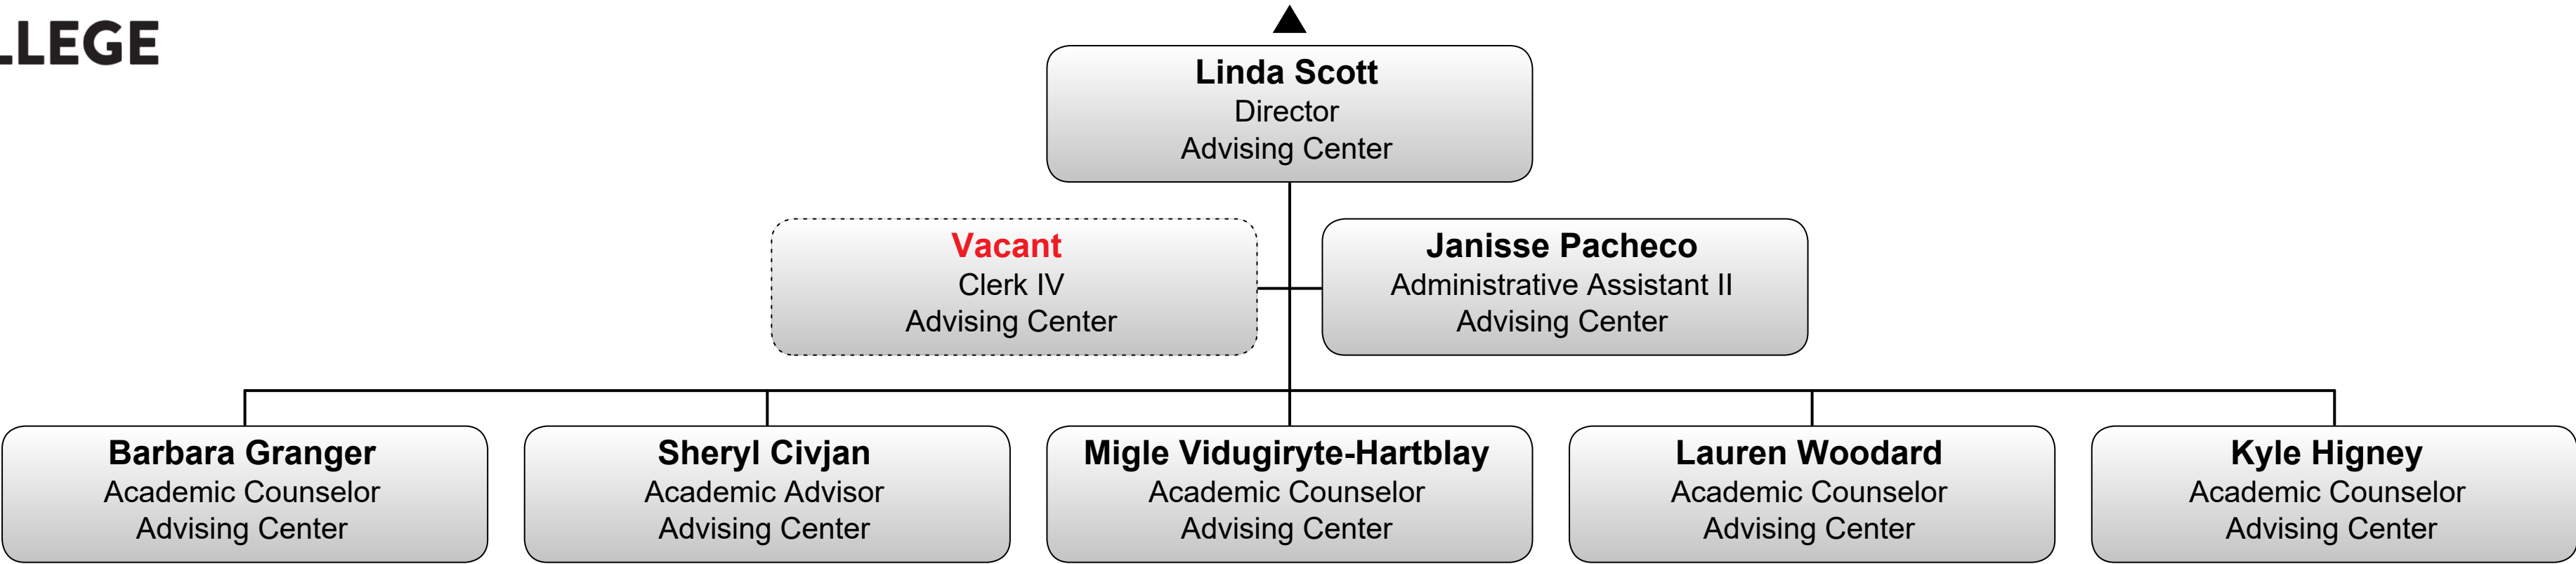 LLEGE
Linda Scott
Director
Advising Center
Vacant
Clerk IV
Advising Center
Janisse Pacheco
Administrative Assistant II
Advising Center
Barbara Granger
Academic Counselor
Advising Center
Sheryl Civjan
Academic Advisor
Advising Center
Migle Vidugiryte-Hartblay
Academic Counselor
Advising Center
Lauren Woodard
Academic Counselor
Advising Center
Kyle Higney
Academic Counselor
Advising Center